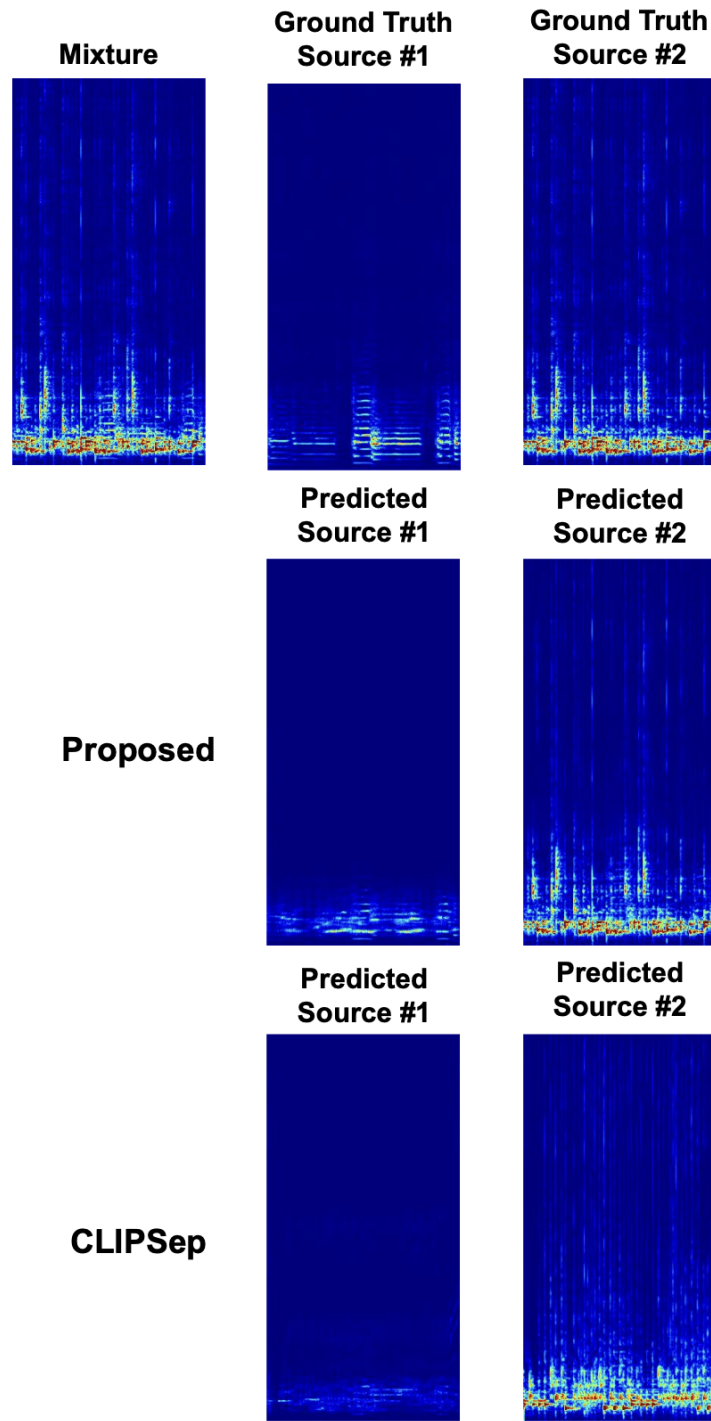 Mixture
Ground Truth
Source #1
Ground Truth
Source #2
Predicted
Source #1
Predicted
Source #2
Proposed
Predicted
Source #1
Predicted
Source #2
CLIPSep